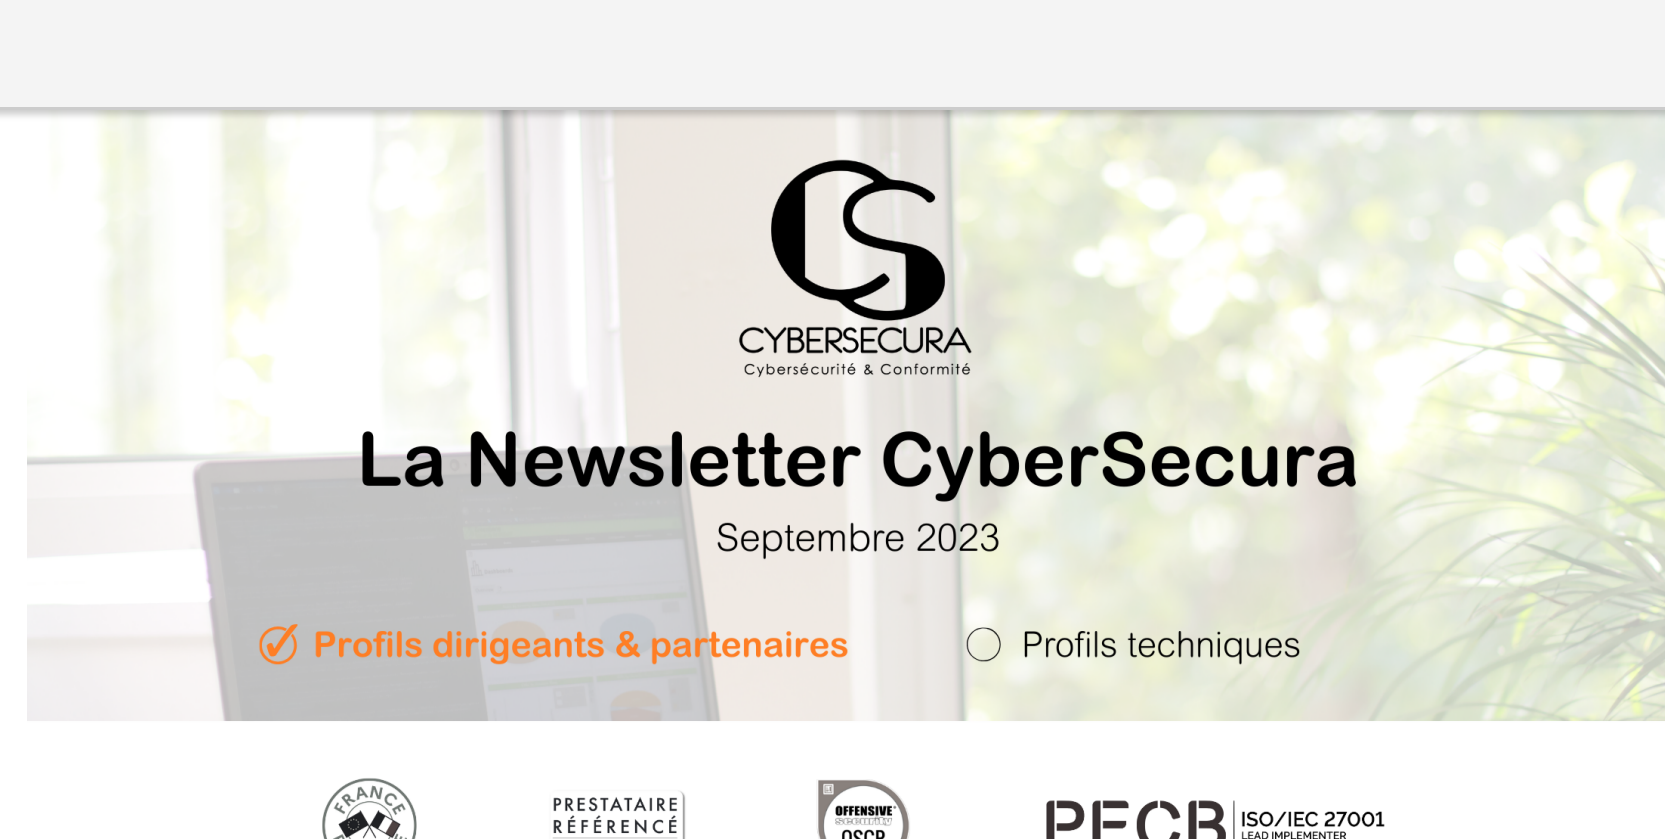 CYBERSECURA
Cybersécurité & Conformité
La Newsletter CyberSecura
Septembre 2023
Profils dirigeants & partenaires
Profils techniques
FRANCE
PRESTATAIRE
RÉFÉRENCÉ
OFFENSIVE
security
OSCP
PECB
ISO/IEC 27001
LEAD IMPLEMENTER